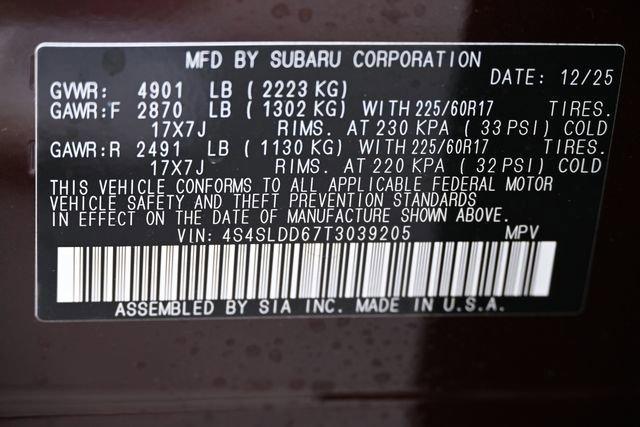 MFD BY SUBARU CORPORATION
DATE: 12/25
GVWR: 4901 LB (2223 KG)
GAWR:F 2870 LB (1302 KG) WITH 225/60R17 TIRES.
17X7J RIMS. AT 230 KPA (33 PSI) COLD
GAWR:R 2491 LB (1130 KG) WITH 225/60R17 TIRES.
17X7J RIMS. AT 220 KPA (32 PSI) COLD
THIS VEHICLE CONFORMS TO ALL APPLICABLE FEDERAL MOTOR
VEHICLE SAFETY AND THEFT PREVENTION STANDARDS
IN EFFECT ON THE DATE OF MANUFACTURE SHOWN ABOVE.
VIN: 4S4SLDD67T3039205 MPV
ASSEMBLED BY SIA INC. MADE IN U.S.A.